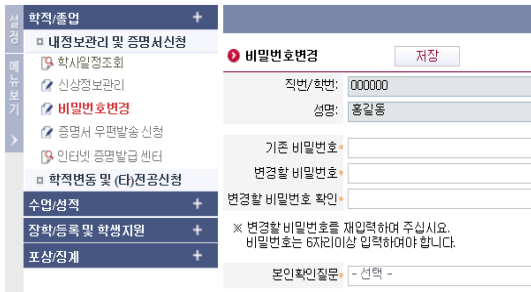 설정
메뉴보기
학적/졸업 +
내정보관리 및 증명서신청
학사일정조회
신상정보관리
비밀번호변경
증명서 우편발송 신청
인터넷 증명발급 센터
학적변동 및 (타)전공신청
수업/성적 +
장학/등록 및 학생지원 +
포상/징계 +
비밀번호변경 저장
직번/학번: 000000
성명: 홍길동
기존 비밀번호*
변경할 비밀번호*
변경할 비밀번호 확인*
※ 변경할 비밀번호를 재입력하여 주십시요.
비밀번호는 6자리이상 입력하여야 합니다.
본인확인질문* - 선택 -